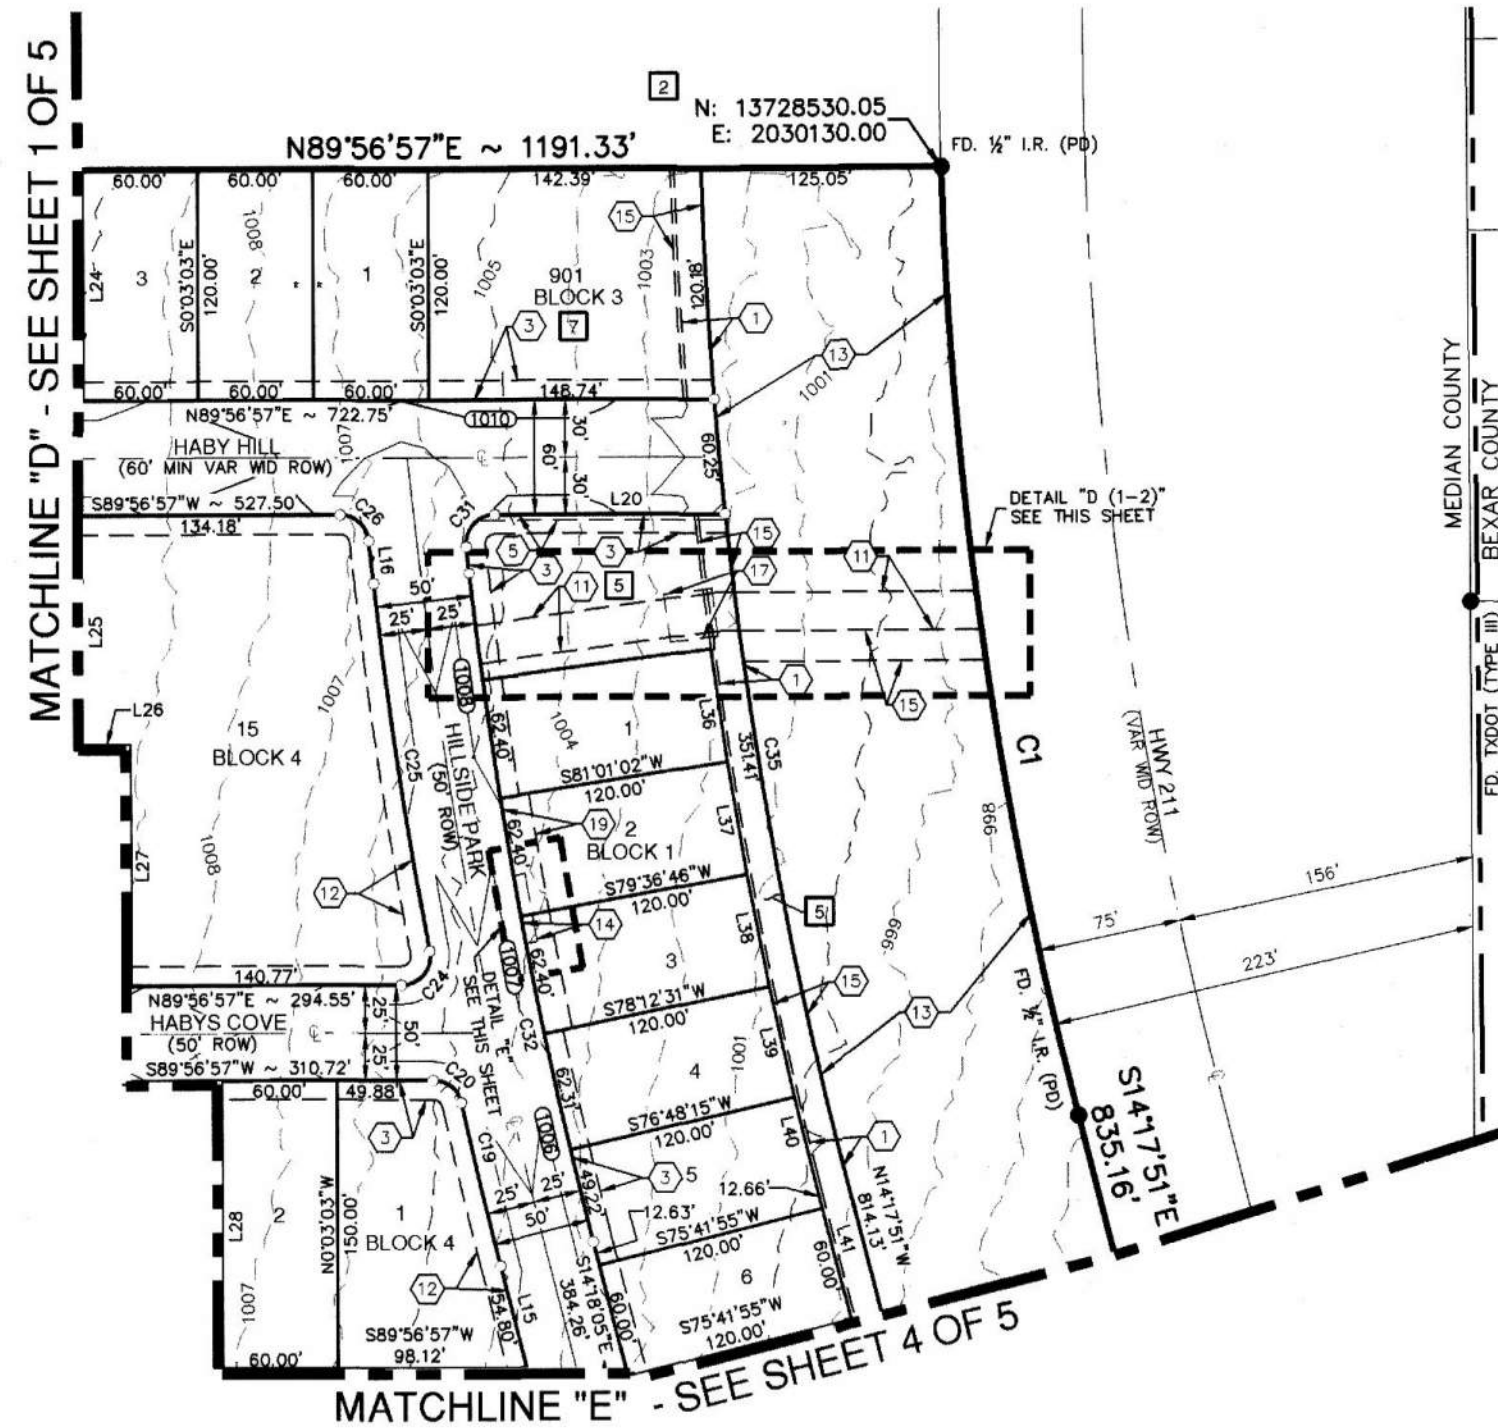 MATCHLINE "D" - SEE SHEET 1 OF 5
2
N: 13728530.05
E: 2030130.00
FD. ½" I.R. (PD)
N89°56'57"E ~ 1191.33'
60.00'
60.00'
60.00'
142.39'
125.05'
15
L24
3
S0°03'03"E
120.00'
1008
2
*
*
1
S0°03'03"E
120.00'
1005
901
BLOCK 3
1003
120.18'
1
3
7
13
1001
60.00'
60.00'
60.00'
148.74'
N89°56'57"E ~ 722.75'
1010
HABY HILL
(60' MIN VAR WID ROW)
1007
℄
30'
60'
30'
60.25'
S89°56'57"W ~ 527.50'
134.18'
C26
C31
L20
DETAIL "D (1-2)"
SEE THIS SHEET
MEDIAN COUNTY
BEXAR COUNTY
FD. TXDOT (TYPE III)
L16
5
3
3
15
17
11
11
5
50'
25'
25'
L25
1008
1
15
L26
1007
15
BLOCK 4
C25
HILLSIDE PARK
(50' ROW)
62.40'
1004
1
L36
351.41'
C35
C1
HWY 211
(VAR WID ROW)
S81°01'02"W
120.00'
998
L27
1008
62.40'
19
2
BLOCK 1
L37
S79°36'46"W
120.00'
12
5
156'
75'
223'
14
1007
62.40'
3
L38
999
15
13
140.77'
C24
DETAIL "E"
SEE THIS SHEET
C32
N89°56'57"E ~ 294.55'
HABYS COVE
(50' ROW)
℄
25'
50'
25'
S78°12'31"W
120.00'
L39
1001
FD. ½" I.R. (PD)
S89°56'57"W ~ 310.72'
60.00'
49.88'
C20
62.31'
4
S76°48'15"W
120.00'
L40
℄
S14°17'51"E
835.16'
3
C19
℄
1006
1
3
5
49.22'
25'
25'
50'
12.66'
12.63'
S75°41'55"W
120.00'
N14°17'51"W
814.13'
L28
2
N0°03'03"W
150.00'
1
BLOCK 4
12
1007
L15
54.80'
S14°18'05"E
384.26'
60.00'
6
L41
60.00'
S75°41'55"W
120.00'
S89°56'57"W
98.12'
60.00'
MATCHLINE "E" - SEE SHEET 4 OF 5